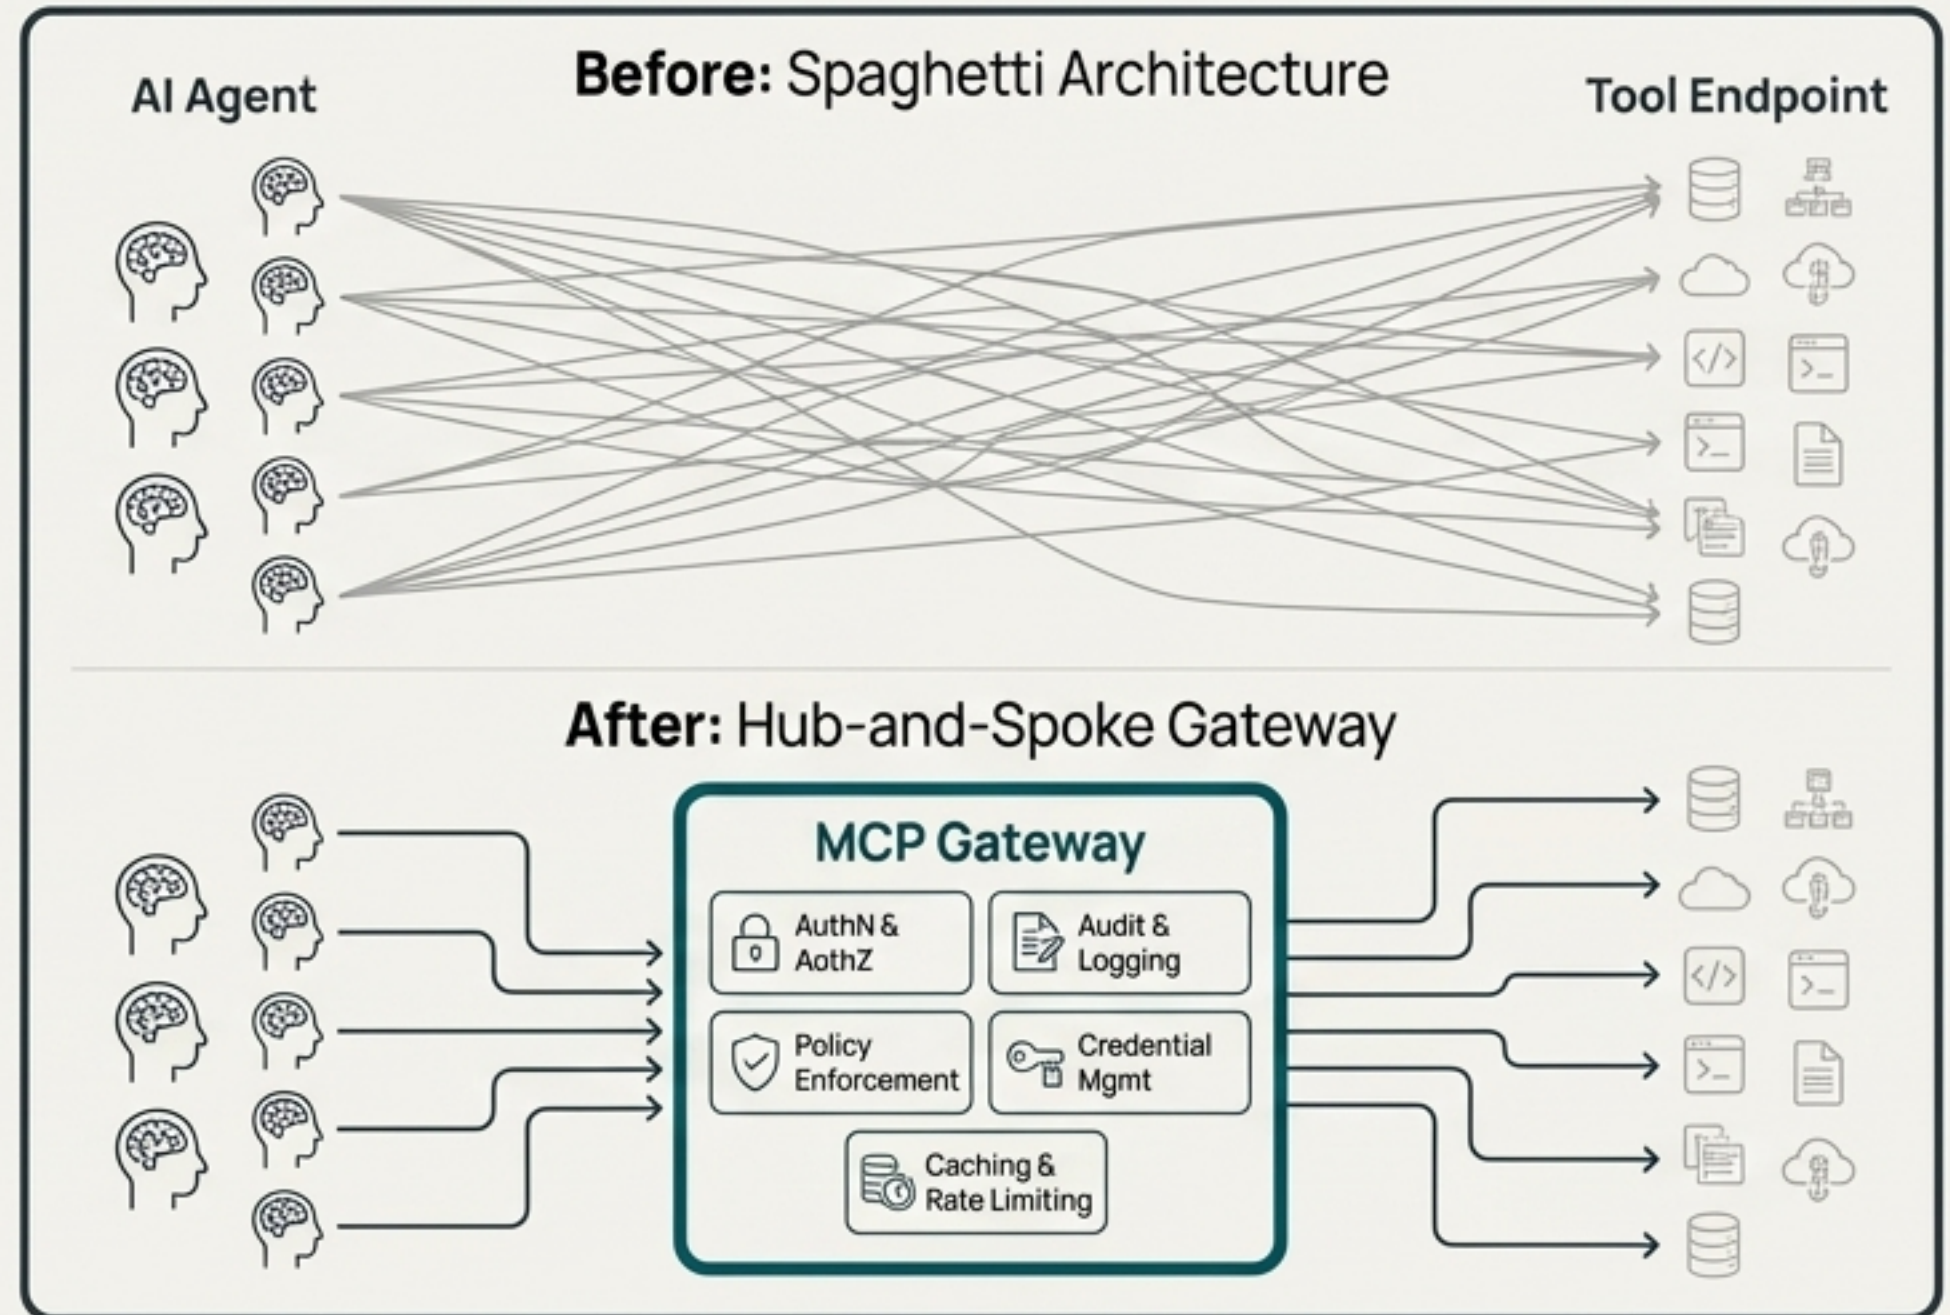 Before: Spaghetti Architecture
AI Agent
Tool Endpoint
After: Hub-and-Spoke Gateway
MCP Gateway
AuthN &
AothZ
Audit &
Logging
Policy
Enforcement
Credential
Mgmt
Caching &
Rate Limiting